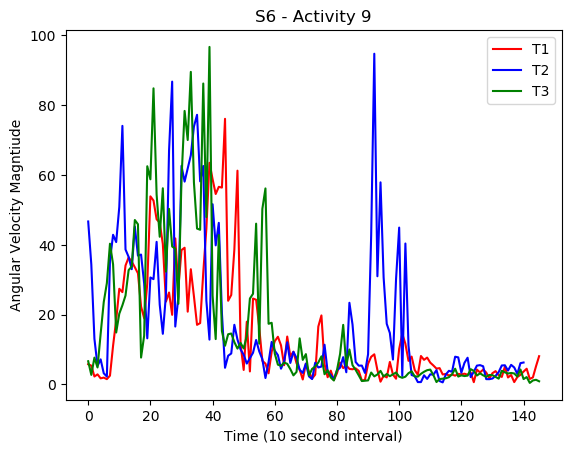 S6 - Activity 9
T1
T2
T3
100
80
60
40
20
0
Angular Velocity Magntiude
0 20 40 60 80 100 120 140
Time (10 second interval)